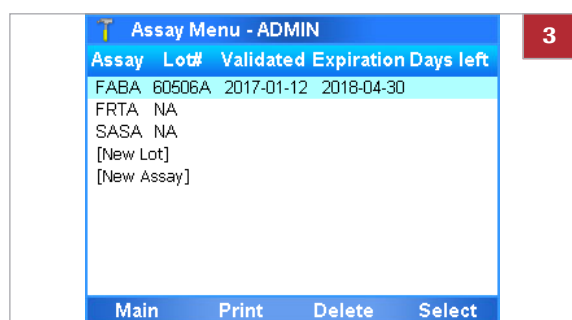 Assay Menu - ADMIN
3
Assay Lot# Validated Expiration Days left
FABA 60506A 2017-01-12 2018-04-30
FRTA NA
SASA NA
[New Lot]
[New Assay]
Main Print Delete Select